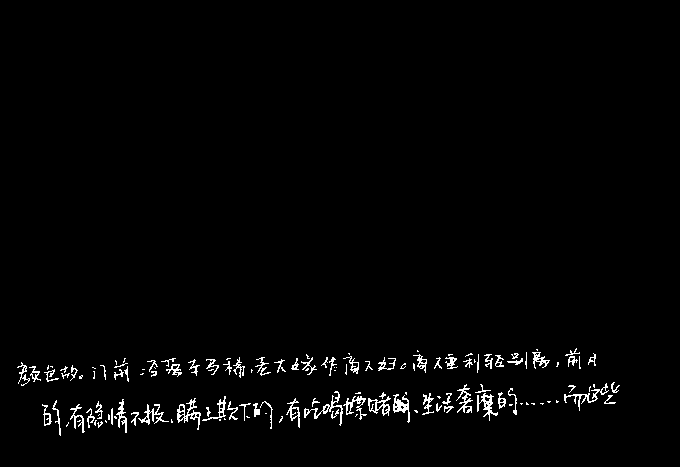 颜色故。门前冷落车马稀,老大嫁作商人妇。商人重利轻别离,前月
的,有隐情不报、瞒上欺下的,有吃喝嫖赌的、生活奢靡的……而这些